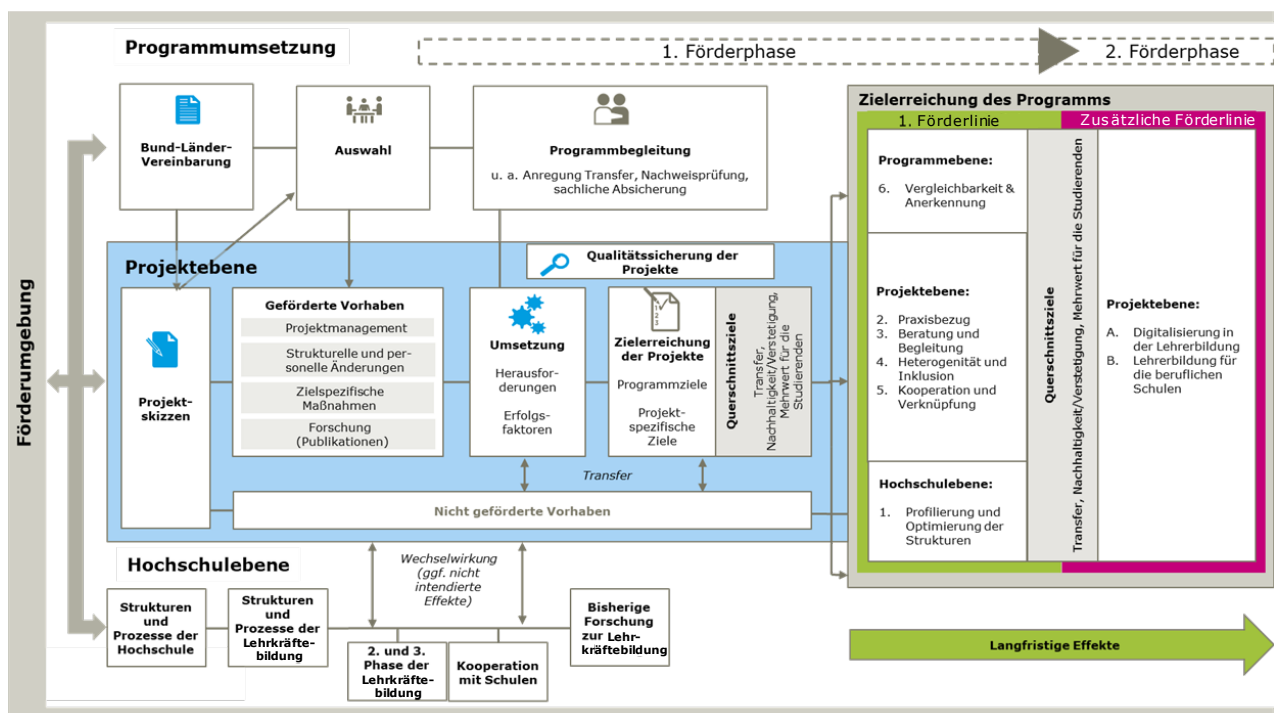 Programmumsetzung
1. Förderphase
2. Förderphase
Förderumgebung
Bund-Länder-
Vereinbarung
Auswahl
Programmbegleitung
u. a. Anregung Transfer, Nachweisprüfung,
sachliche Absicherung
Projektebene
Qualitätssicherung der
Projekte
Projekt-
skizzen
Geförderte Vorhaben
Projektmanagement
Strukturelle und per-
sonelle Änderungen
Zielspezifische
Maßnahmen
Forschung
(Publikationen)
Umsetzung
Herausfor-
derungen
Erfolgs-
faktoren
1
2
3
Zielerreichung
der Projekte
Programmziele
Projekt-
spezifische
Ziele
Querschnittsziele
Transfer,
Nachhaltigkeit/Verstetigung,
Mehrwert für die
Studierenden
Transfer
Nicht geförderte Vorhaben
Hochschulebene
Wechselwirkung
(ggf. nicht
intendierte
Effekte)
Strukturen
und
Prozesse der
Hochschule
Strukturen
und
Prozesse der
Lehrkräfte-
bildung
2. und 3.
Phase der
Lehrkräfte-
bildung
Kooperation
mit Schulen
Bisherige
Forschung
zur Lehr-
kräftebildung
Zielerreichung des Programms
1. Förderlinie
Zusätzliche Förderlinie
Programmebene:
6. Vergleichbarkeit &
Anerkennung
Projektebene:
2. Praxisbezug
3. Beratung und
Begleitung
4. Heterogenität und
Inklusion
5. Kooperation und
Verknüpfung
Hochschulebene:
1. Profilierung und
Optimierung der
Strukturen
Querschnittsziele
Transfer, Nachhaltigkeit/Verstetigung, Mehrwert für die Studierenden
Projektebene:
A. Digitalisierung in
der Lehrerbildung
B. Lehrerbildung für
die beruflichen
Schulen
Langfristige Effekte